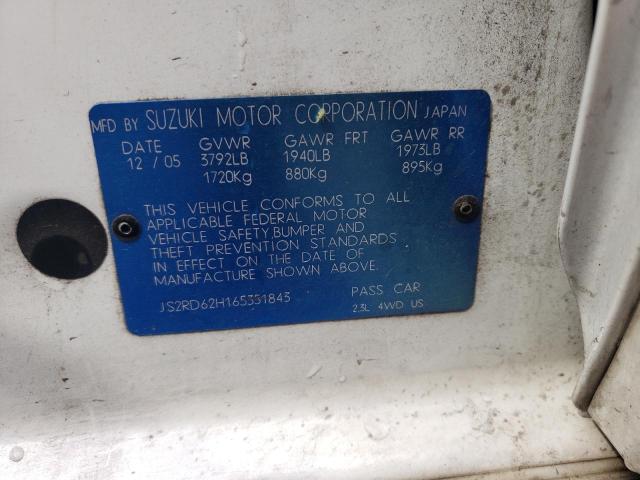 MFD BY SUZUKI MOTOR CORPORATION JAPAN
DATE GVWR GAWR FRT GAWR RR
12 / 05 3792LB 1940LB 1973LB
1720Kg 880Kg 895Kg
THIS VEHICLE CONFORMS TO ALL
APPLICABLE FEDERAL MOTOR
VEHICLE SAFETY BUMPER AND
THEFT PREVENTION STANDARDS
IN EFFECT ON THE DATE OF
MANUFACTURE SHOWN ABOVE.
JS2RD62H165351843 PASS CAR
2.3L 4WD US